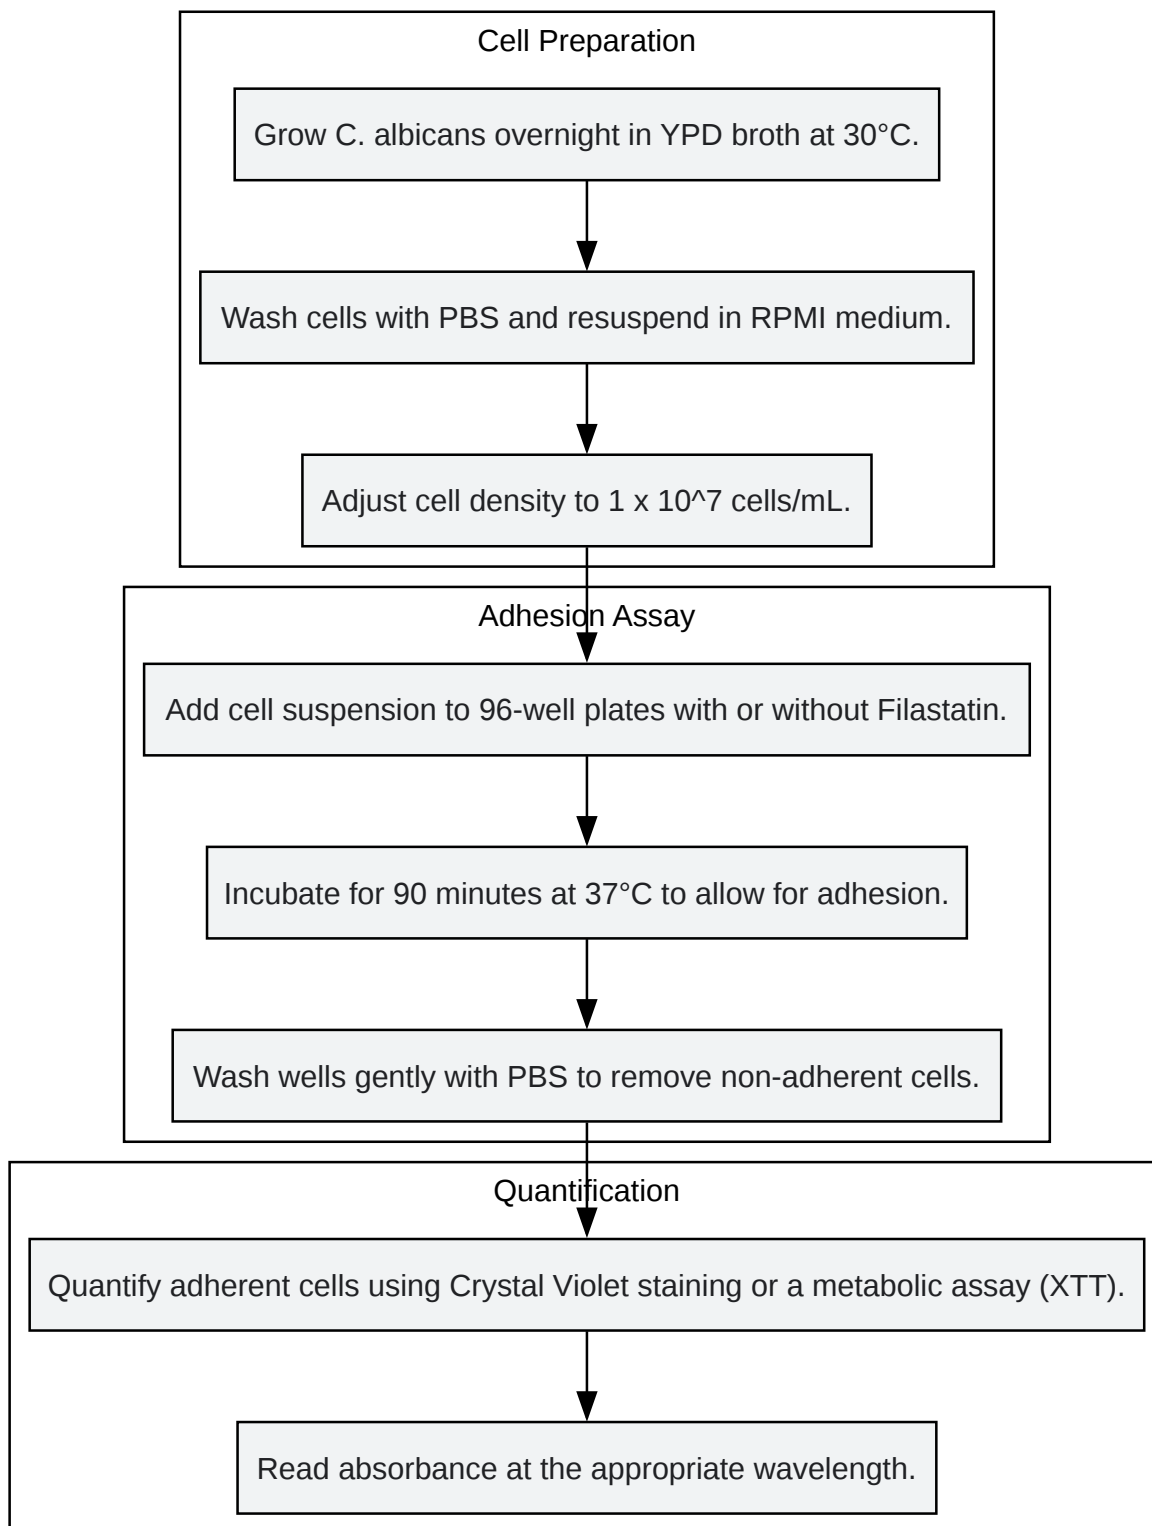 Cell Preparation
Grow C. albicans overnight in YPD broth at 30°C.
Wash cells with PBS and resuspend in RPMI medium.
Adjust cell density to 1 x 10^7 cells/mL.
Adhesion Assay
Add cell suspension to 96-well plates with or without Filastatin.
Incubate for 90 minutes at 37°C to allow for adhesion.
Wash wells gently with PBS to remove non-adherent cells.
Quantification
Quantify adherent cells using Crystal Violet staining or a metabolic assay (XTT).
Read absorbance at the appropriate wavelength.